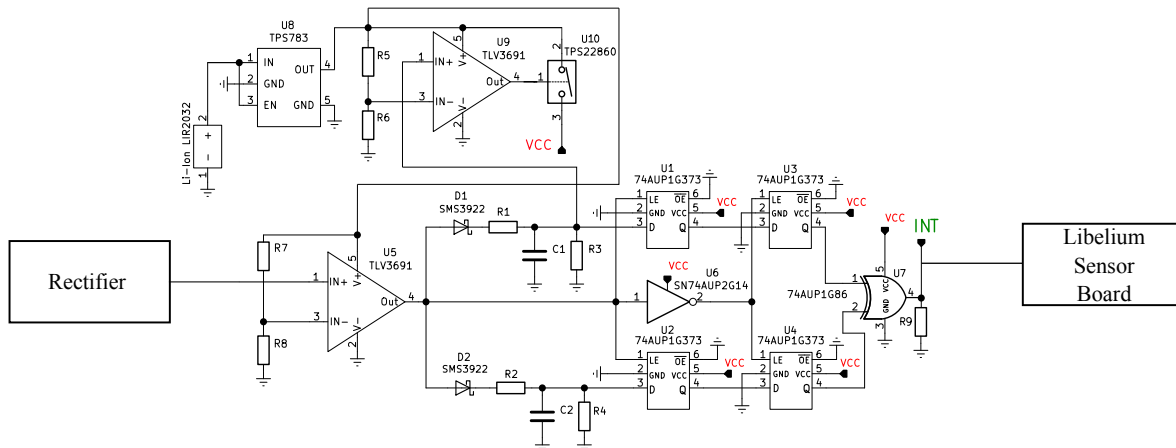 U8
TPS783
1 IN
OUT 4
2 GND
3 EN
GND 5
Li-Ion LIR2032
2
+
-
1
R5
R6
U9
TLV3691
1 IN+
5 V+
Out 4
3 IN-
2 V-
U10
TPS22860
2
1
3
VCC
Rectifier
R7
R8
U5
TLV3691
1 IN+
5 V+
Out 4
3 IN-
2 V-
D1
SMS3922
R1
C1
R3
D2
SMS3922
R2
C2
R4
U1
74AUP1G373
1 LE
OE 6
2 GND
VCC 5
3 D
Q 4
VCC
U3
74AUP1G373
1 LE
OE 6
2 GND
VCC 5
3 D
Q 4
VCC
VCC
U6
SN74AUP2G14
1
2
U2
74AUP1G373
1 LE
OE 6
2 GND
VCC 5
3 D
Q 4
VCC
U4
74AUP1G373
1 LE
OE 6
2 GND
VCC 5
3 D
Q 4
VCC
VCC
INT
U7
74AUP1G86
1
2
5
VCC
4
GND
3
R9
Libelium
Sensor
Board